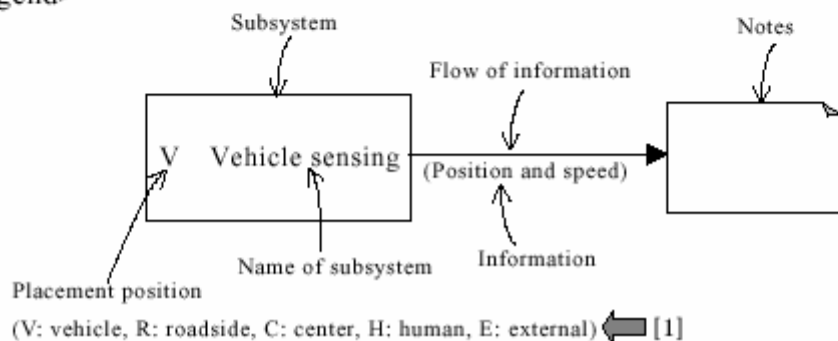 Subsystem
Notes
Flow of information
V Vehicle sensing
(Position and speed)
Name of subsystem
Information
Placement position
(V: vehicle, R: roadside, C: center, H: human, E: external) [1]